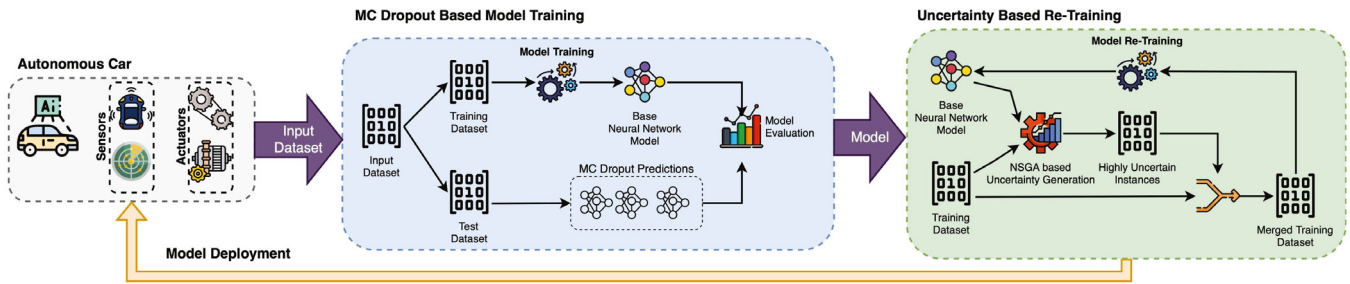 MC Dropout Based Model Training
Uncertainty Based Re-Training
Autonomous Car
Ai
Sensors
Actuators
Input
Dataset
Input
Dataset
Training
Dataset
Model Training
Base
Neural Network
Model
Model
Evaluation
Test
Dataset
MC Droput Predictions
Model
Base
Neural Network
Model
Model Re-Training
NSGA based
Uncertainty Generation
Highly Uncertain
Instances
Training
Dataset
Merged Training
Dataset
Model Deployment